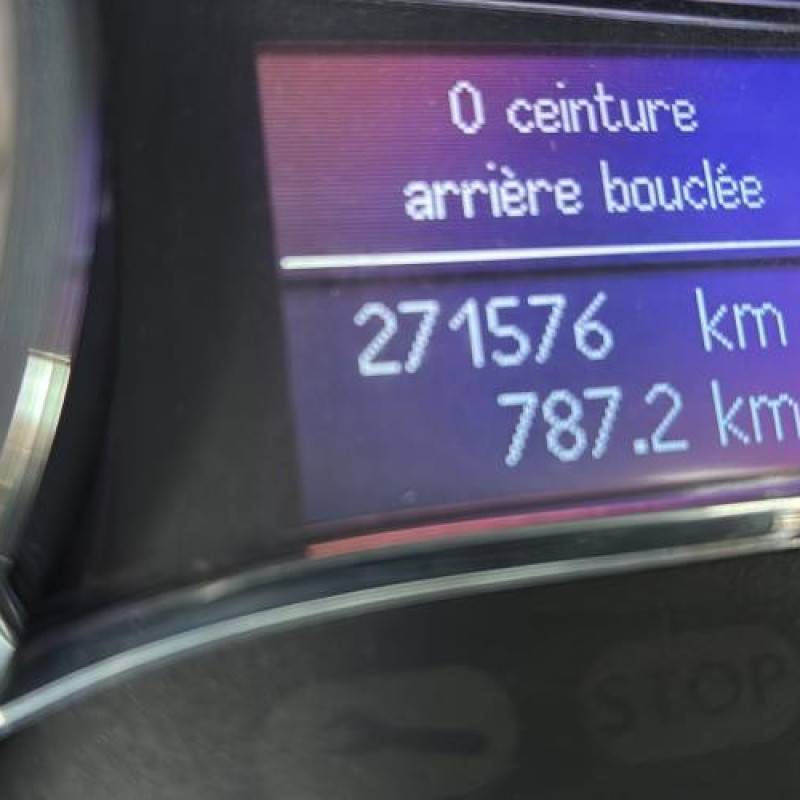 0 ceinture
arrière bouclée
271576 km
787.2 km
STOP